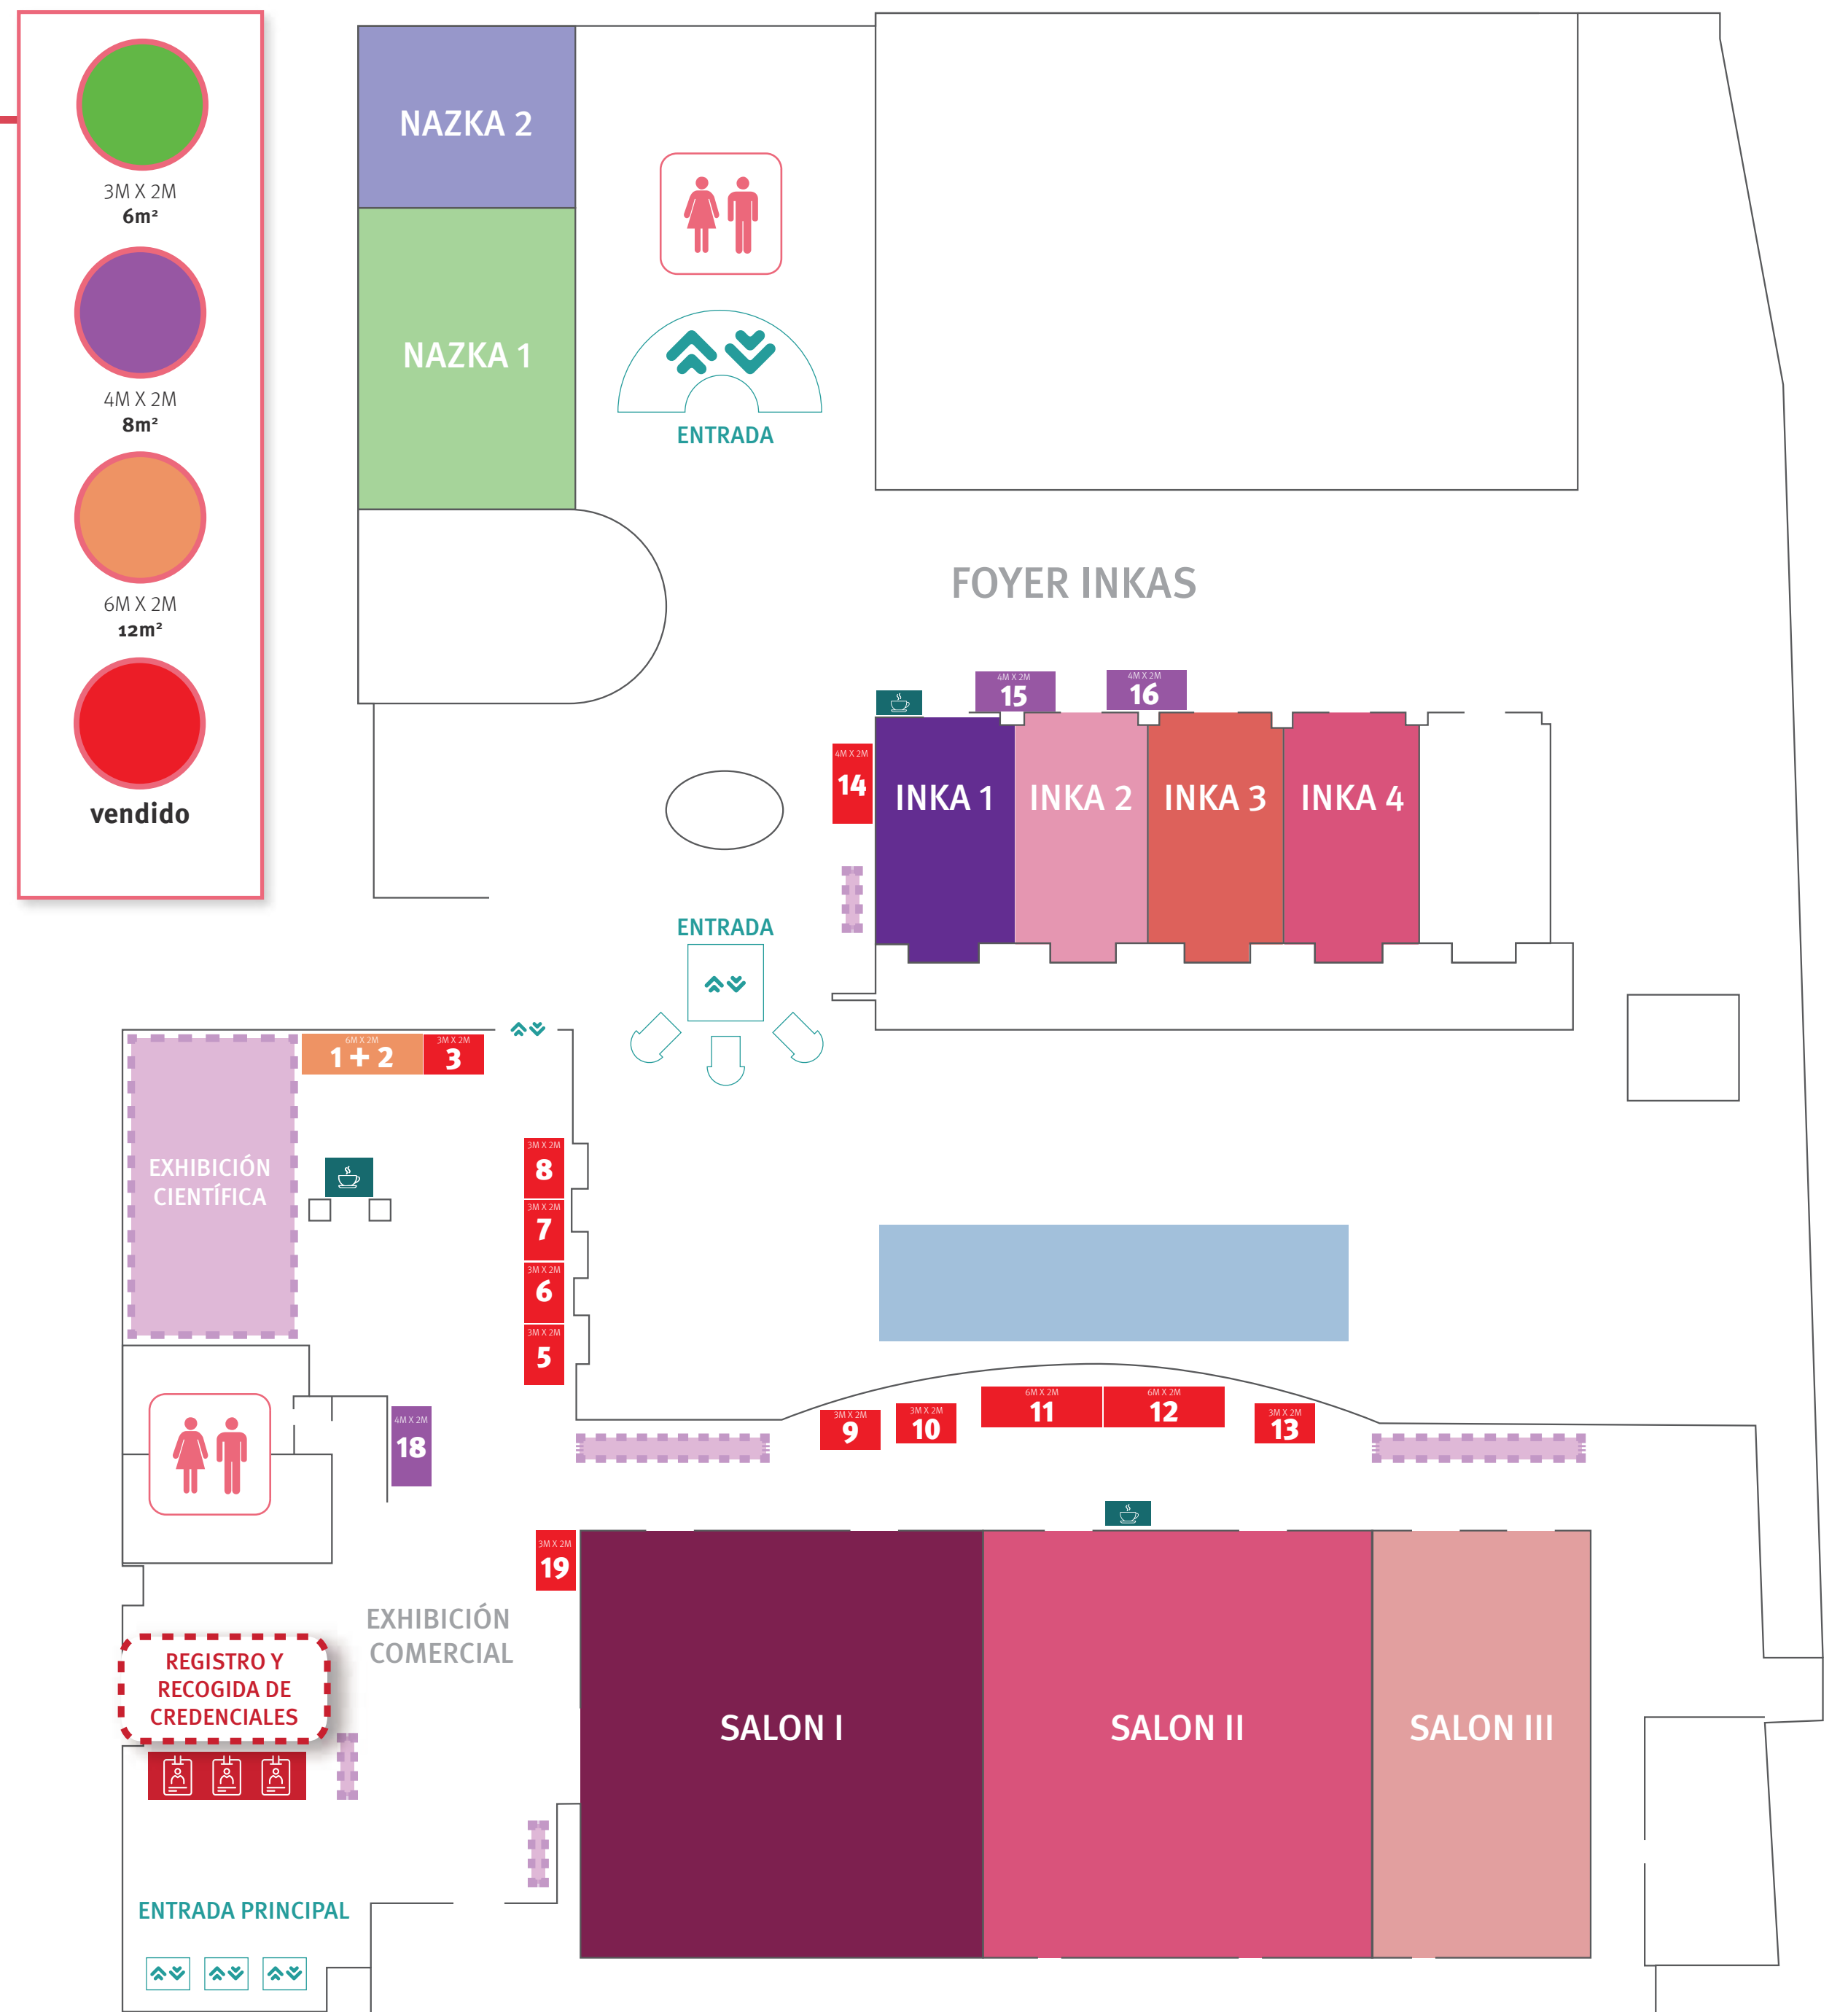 3M X 2M
6m²
4M X 2M
8m²
6M X 2M
12m²
vendido
NAZKA 2
NAZKA 1
ENTRADA
FOYER INKAS
4M X 2M
15
4M X 2M
16
4M X 2M
14
INKA 1
INKA 2
INKA 3
INKA 4
ENTRADA
6M X 2M
1 + 2
3M X 2M
3
EXHIBICIÓN
CIENTÍFICA
3M X 2M
8
3M X 2M
7
3M X 2M
6
3M X 2M
5
4M X 2M
18
3M X 2M
9
3M X 2M
10
6M X 2M
11
6M X 2M
12
3M X 2M
13
3M X 2M
19
EXHIBICIÓN
COMERCIAL
REGISTRO Y
RECOGIDA DE
CREDENCIALES
SALON I
SALON II
SALON III
ENTRADA PRINCIPAL